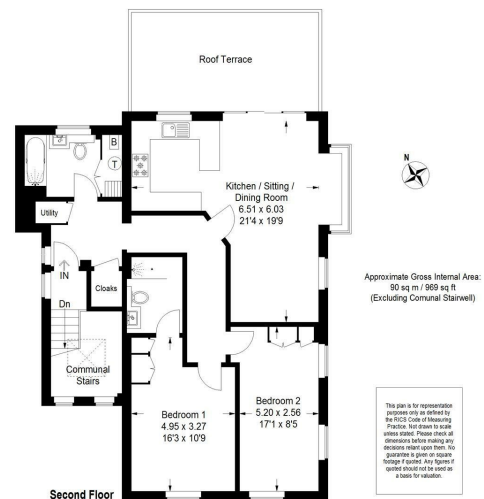 Roof Terrace
N
B
T
Kitchen / Sitting /
Dining Room
6.51 x 6.03
21'4 x 19'9
Utility
IN
Cloaks
Dn
Communal
Stairs
Approximate Gross Internal Area:
90 sq m / 969 sq ft
(Excluding Comunal Stairwell)
Bedroom 1
4.95 x 3.27
16'3 x 10'9
Bedroom 2
5.20 x 2.56
17'1 x 8'5
This plan is for representation
purposes only as defined by
the RICS Code of Measuring
Practice. Not drawn to scale
unless stated. Please check all
dimensions before making any
decisions reliant upon them. No
guarantee is given on square
footage if quoted. Any figures if
quoted should not be used as
a basis for valuation.
Second Floor